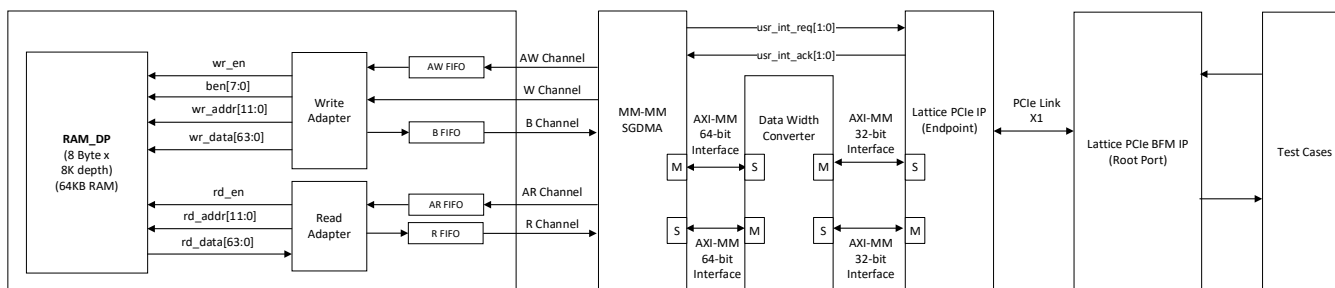 RAM_DP
(8 Byte x
8K depth)
(64KB RAM)
wr_en
ben[7:0]
wr_addr[11:0]
wr_data[63:0]
rd_en
rd_addr[11:0]
rd_data[63:0]
Write
Adapter
Read
Adapter
AW FIFO
B FIFO
AR FIFO
R FIFO
AW Channel
W Channel
B Channel
AR Channel
R Channel
MM-MM
SGDMA
usr_int_req[1:0]
usr_int_ack[1:0]
AXI-MM
64-bit
Interface
M
S
S
M
AXI-MM
64-bit
Interface
Data Width
Converter
AXI-MM
32-bit
Interface
M
S
S
M
AXI-MM
32-bit
Interface
Lattice PCIe IP
(Endpoint)
PCIe Link
X1
Lattice PCIe BFM IP
(Root Port)
Test Cases